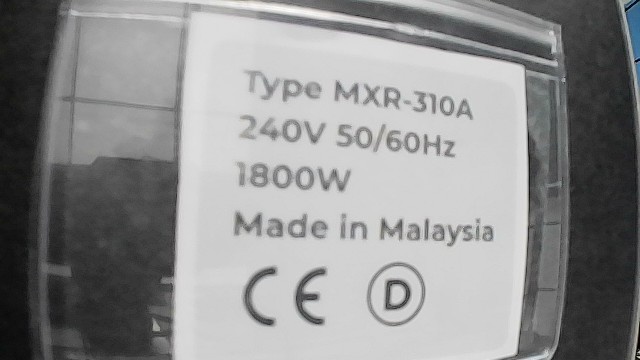 Type MXR-310A
240V 50/60Hz
1800W
Made in Malaysia
CE D